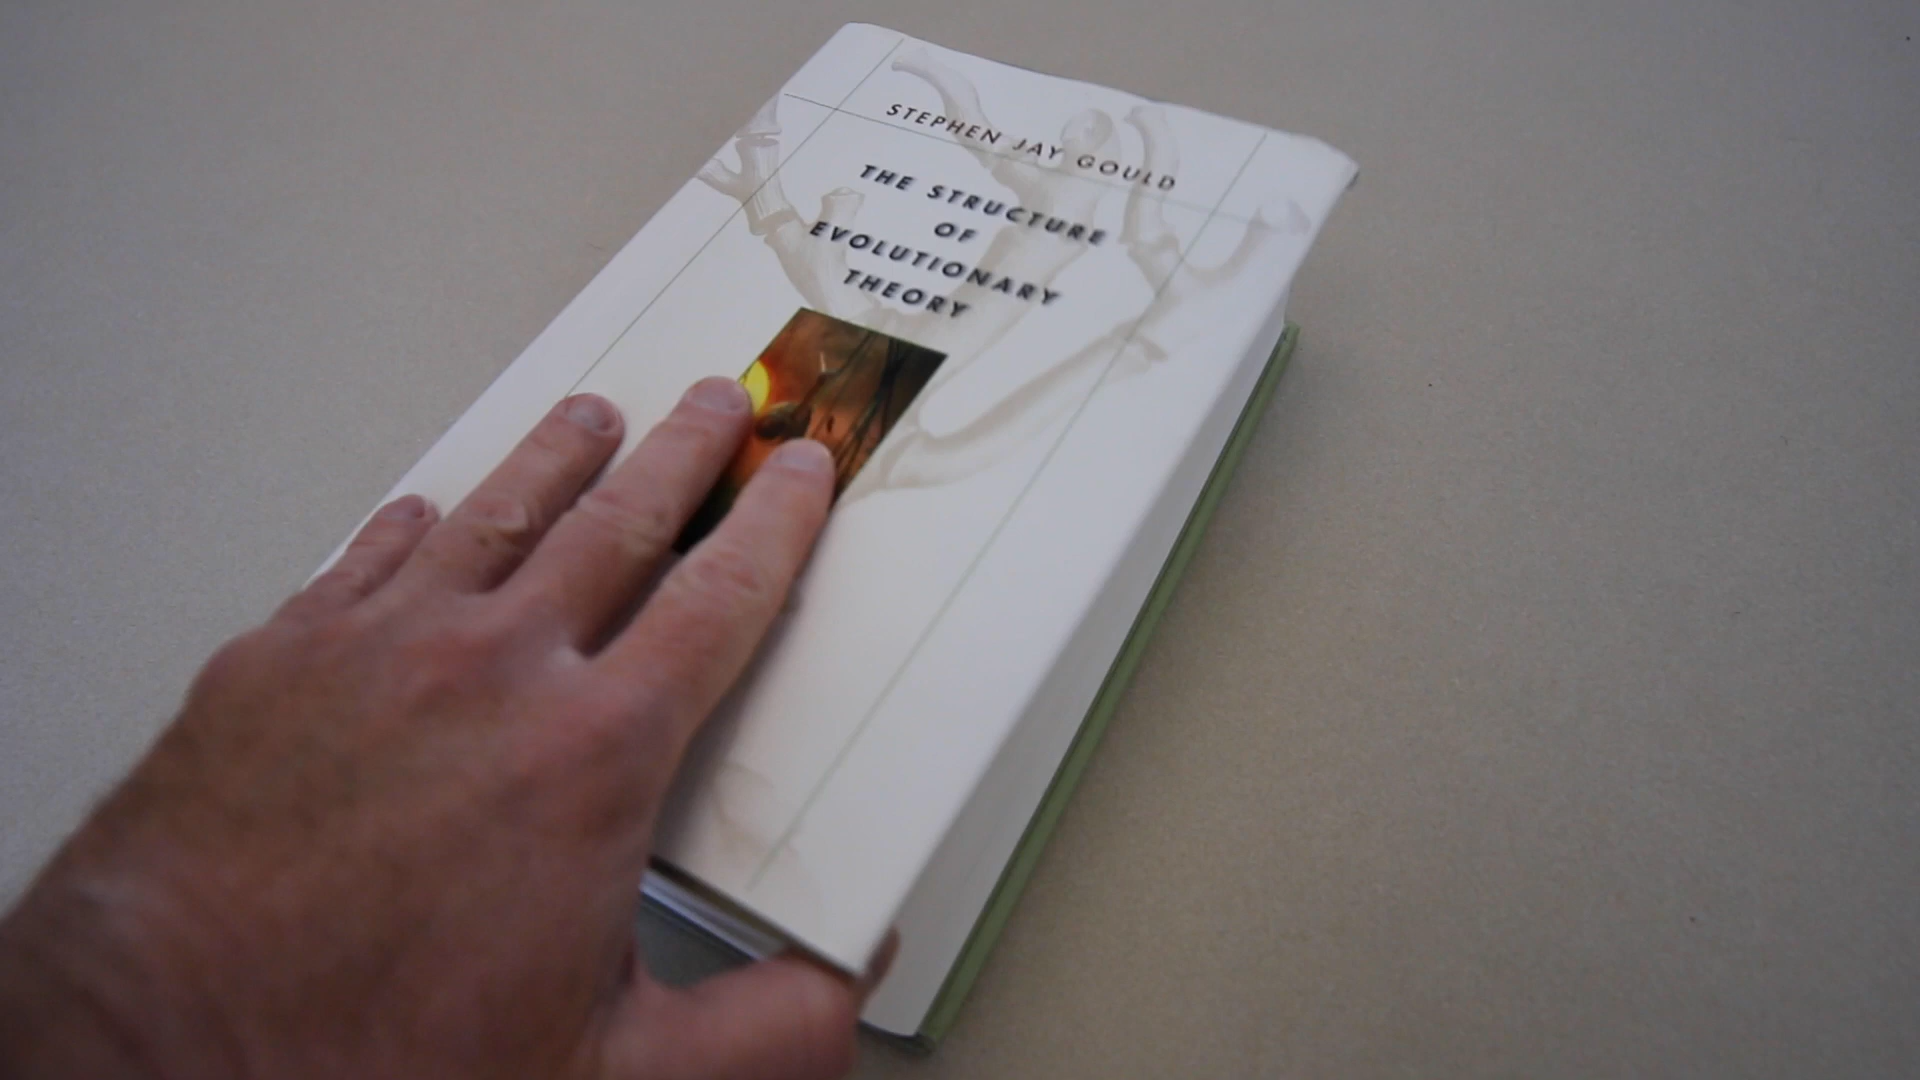 STEPHEN JAY GOULD
THE STRUCTURE
OF
EVOLUTIONARY
THEORY